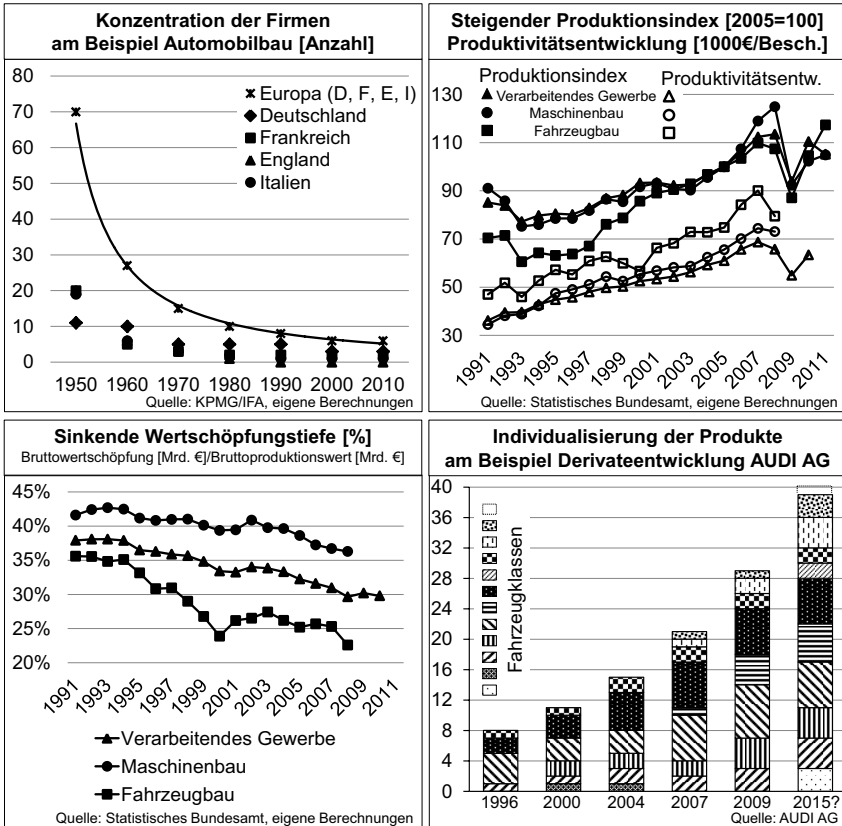 Konzentration der Firmen
am Beispiel Automobilbau [Anzahl]
80
70
60
50
40
30
20
10
0
Europa (D, F, E, I)
Deutschland
Frankreich
England
Italien
1950 1960 1970 1980 1990 2000 2010
Quelle: KPMG/IFA, eigene Berechnungen
Steigender Produktionsindex [2005=100]
Produktivitätsentwicklung [1000€/Besch.]
Produktionsindex Produktivitätsentw.
Verarbeitendes Gewerbe
Maschinenbau
Fahrzeugbau
130
110
90
70
50
30
1991 1993 1995 1997 1999 2001 2003 2005 2007 2009 2011
Quelle: Statistisches Bundesamt, eigene Berechnungen
Sinkende Wertschöpfungstiefe [%]
Bruttowertschöpfung [Mrd. €]/Bruttoproduktionswert [Mrd. €]
45%
40%
35%
30%
25%
20%
1991 1993 1995 1997 1999 2001 2003 2005 2007 2009 2011
Verarbeitendes Gewerbe
Maschinenbau
Fahrzeugbau
Quelle: Statistisches Bundesamt, eigene Berechnungen
Individualisierung der Produkte
am Beispiel Derivateentwicklung AUDI AG
40
36
32
28
24
20
16
12
8
4
0
Fahrzeugklassen
1996 2000 2004 2007 2009 2015?
Quelle: AUDI AG